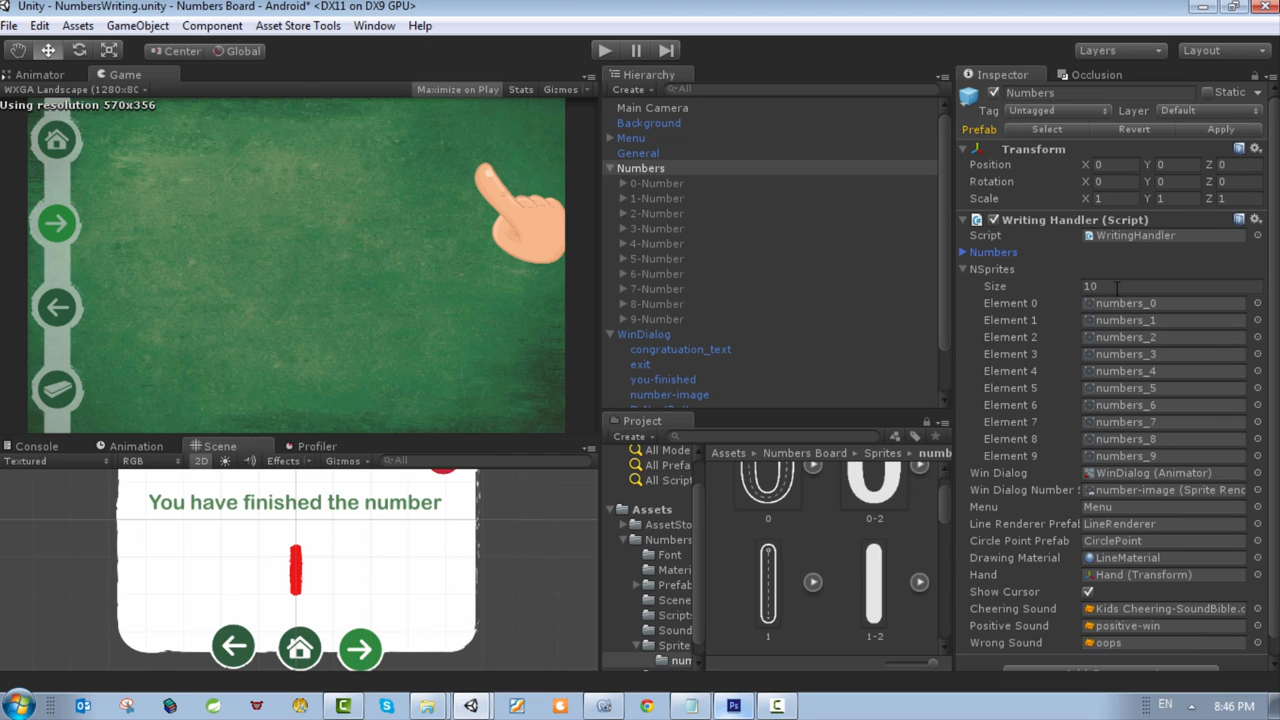 Unity - NumbersWriting.unity - Numbers Board - Android* <DX11 on DX9 GPU>
File Edit Assets GameObject Component Asset Store Tools Window Help
Center Global Layers Layout
Animator Game
WXGA Landscape (1280x8C Maximize on Play Stats Gizmos
Using resolution 570x356
Hierarchy
Create All
Main Camera
Background
Menu
General
Numbers
0-Number
1-Number
2-Number
3-Number
4-Number
5-Number
6-Number
7-Number
8-Number
9-Number
WinDialog
congratuation_text
exit
you-finished
number-image
Inspector Occlusion
Numbers Static
Tag Untagged Layer Default
Prefab Select Revert Apply
Transform
Position X 0 Y 0 Z 0
Rotation X 0 Y 0 Z 0
Scale X 1 Y 1 Z 1
Writing Handler (Script)
Script WritingHandler
Numbers
NSprites
Size 10
Element 0 numbers_0
Element 1 numbers_1
Element 2 numbers_2
Element 3 numbers_3
Element 4 numbers_4
Element 5 numbers_5
Element 6 numbers_6
Element 7 numbers_7
Element 8 numbers_8
Element 9 numbers_9
Win Dialog WinDialog (Animator)
Win Dialog Number number-image (Sprite Renc
Menu Menu
Line Renderer Prefal LineRenderer
Circle Point Prefab CirclePoint
Drawing Material LineMaterial
Hand Hand (Transform)
Show Cursor
Cheering Sound Kids Cheering-SoundBible.c
Positive Sound positive-win
Wrong Sound oops
Console Animation Scene Profiler
Textured RGB 2D Effects Gizmos All
You have finished the number
Project
Create
All Mode
All Prefa
All Script
Assets
AssetSto
Numbers
Font
Materi
Prefab
Scene
Scripts
Sound
Sprite
num
Assets Numbers Board Sprites numb
0 0-2
1 1-2
EN 8:46 PM